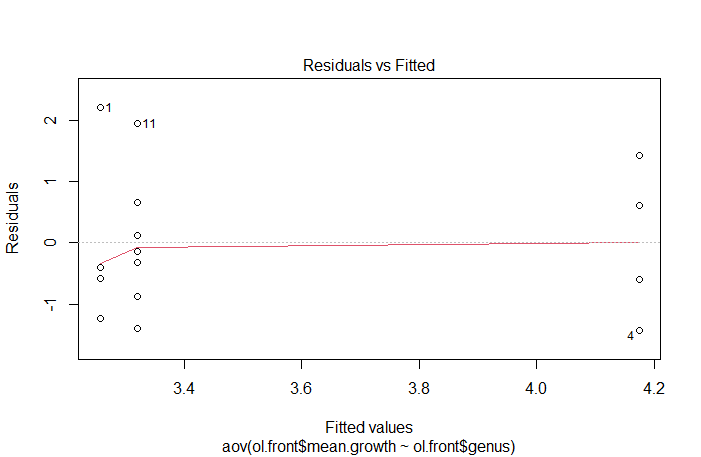 Residuals vs Fitted
1
11
4
2
1
0
-1
Residuals
3.4 3.6 3.8 4.0 4.2
Fitted values
aov(ol.front$mean.growth ~ ol.front$genus)